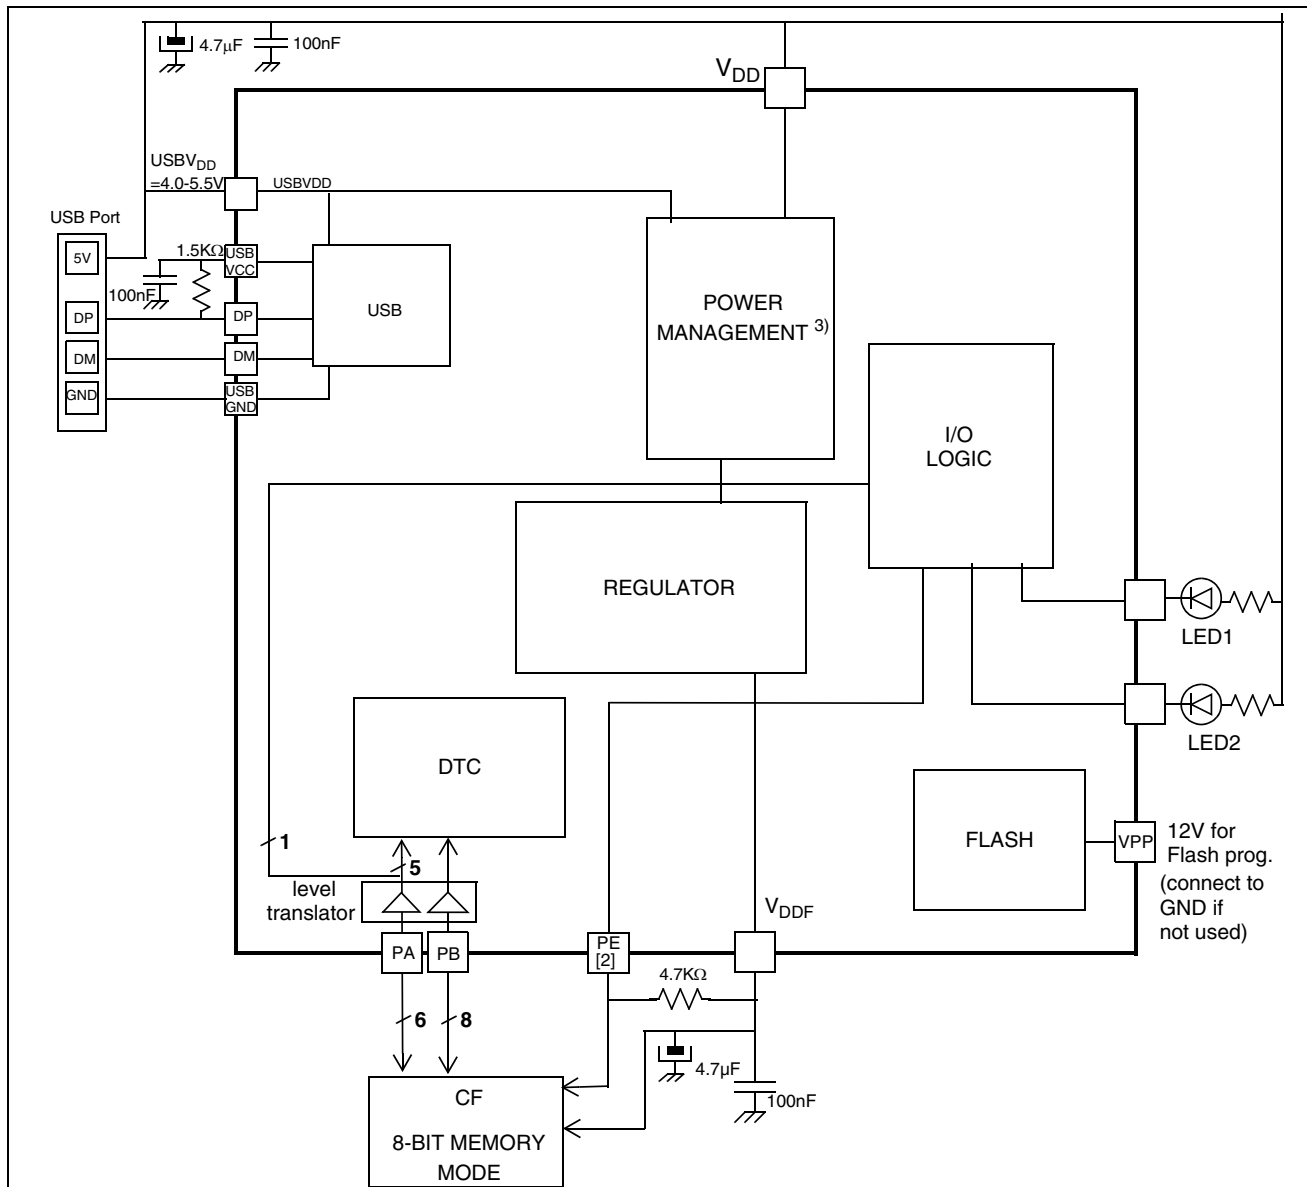 4.7μF
100nF
VDD
USBVDD
=4.0-5.5V
USBVDD
USB Port
5V
1.5KΩ
USB
VCC
100nF
DP
DP
USB
DM
DM
GND
USB
GND
POWER
MANAGEMENT 3)
I/O
LOGIC
REGULATOR
LED1
LED2
DTC
FLASH
VPP
12V for
Flash prog.
(connect to
GND if
not used)
1
5
level
translator
VDDF
PA
PB
PE
[2]
4.7KΩ
6
8
4.7µF
100nF
CF
8-BIT MEMORY
MODE